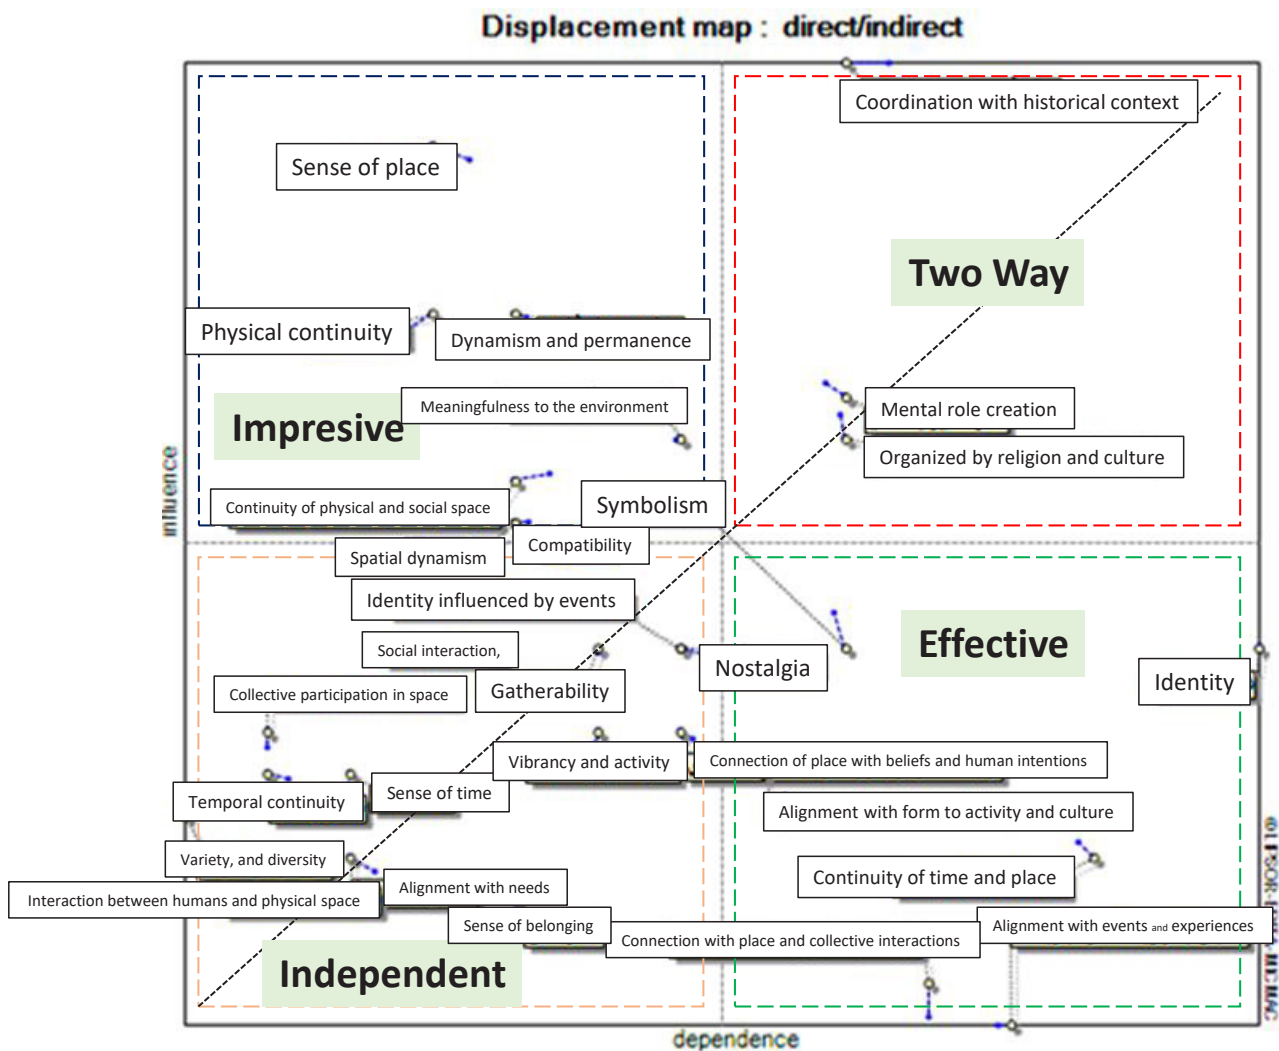 Displacement map : direct/indirect
Coordination with historical context
Sense of place
Two Way
Physical continuity
Dynamism and permanence
Meaningfulness to the environment
Impresive
Mental role creation
Organized by religion and culture
influence
Continuity of physical and social space
Symbolism
Spatial dynamism
Compatibility
Identity influenced by events
Social interaction,
Effective
Nostalgia
Identity
Collective participation in space
Gatherability
Vibrancy and activity
Connection of place with beliefs and human intentions
Temporal continuity
Sense of time
Alignment with form to activity and culture
Variety, and diversity
Continuity of time and place
Interaction between humans and physical space
Alignment with needs
Sense of belonging
Connection with place and collective interactions
Alignment with events and experiences
Independent
dependence